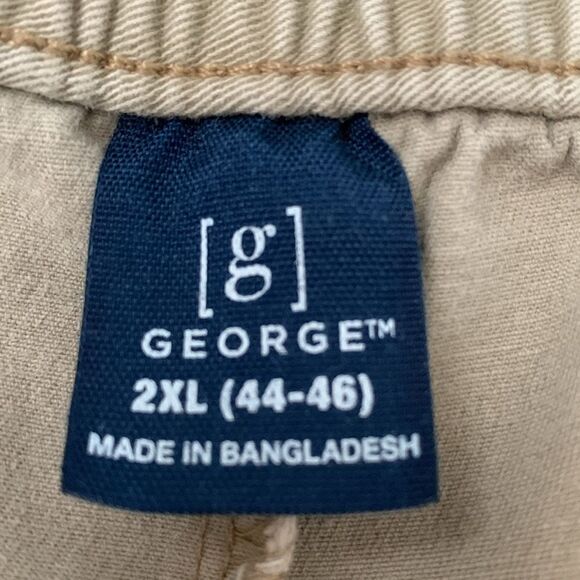 [g]
GEORGE™
2XL (44-46)
MADE IN BANGLADESH